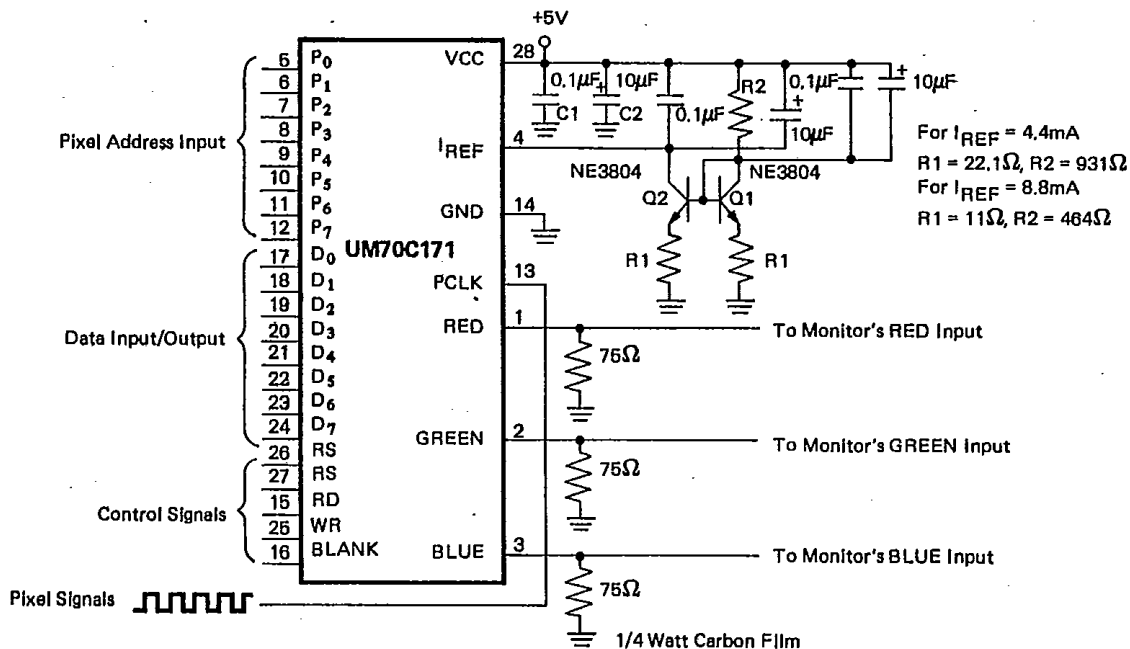 +5V
Pixel Address Input
5 P0
6 P1
7 P2
8 P3
9 P4
10 P5
11 P6
12 P7
Data Input/Output
17 D0
18 D1
19 D2
20 D3
21 D4
22 D5
23 D6
24 D7
Control Signals
26 RS
27 RS
15 RD
25 WR
16 BLANK
Pixel Signals
UM70C171
VCC 28
IREF 4
GND 14
PCLK 13
RED 1
GREEN 2
BLUE 3
0.1μF
C1
+
10μF
C2
0.1μF
R2
+
10μF
0.1μF
+
10μF
NE3804
NE3804
Q2
Q1
R1
R1
For IREF = 4.4mA
R1 = 22.1Ω, R2 = 931Ω
For IREF = 8.8mA
R1 = 11Ω, R2 = 464Ω
75Ω
To Monitor's RED Input
75Ω
To Monitor's GREEN Input
75Ω
To Monitor's BLUE Input
1/4 Watt Carbon Film